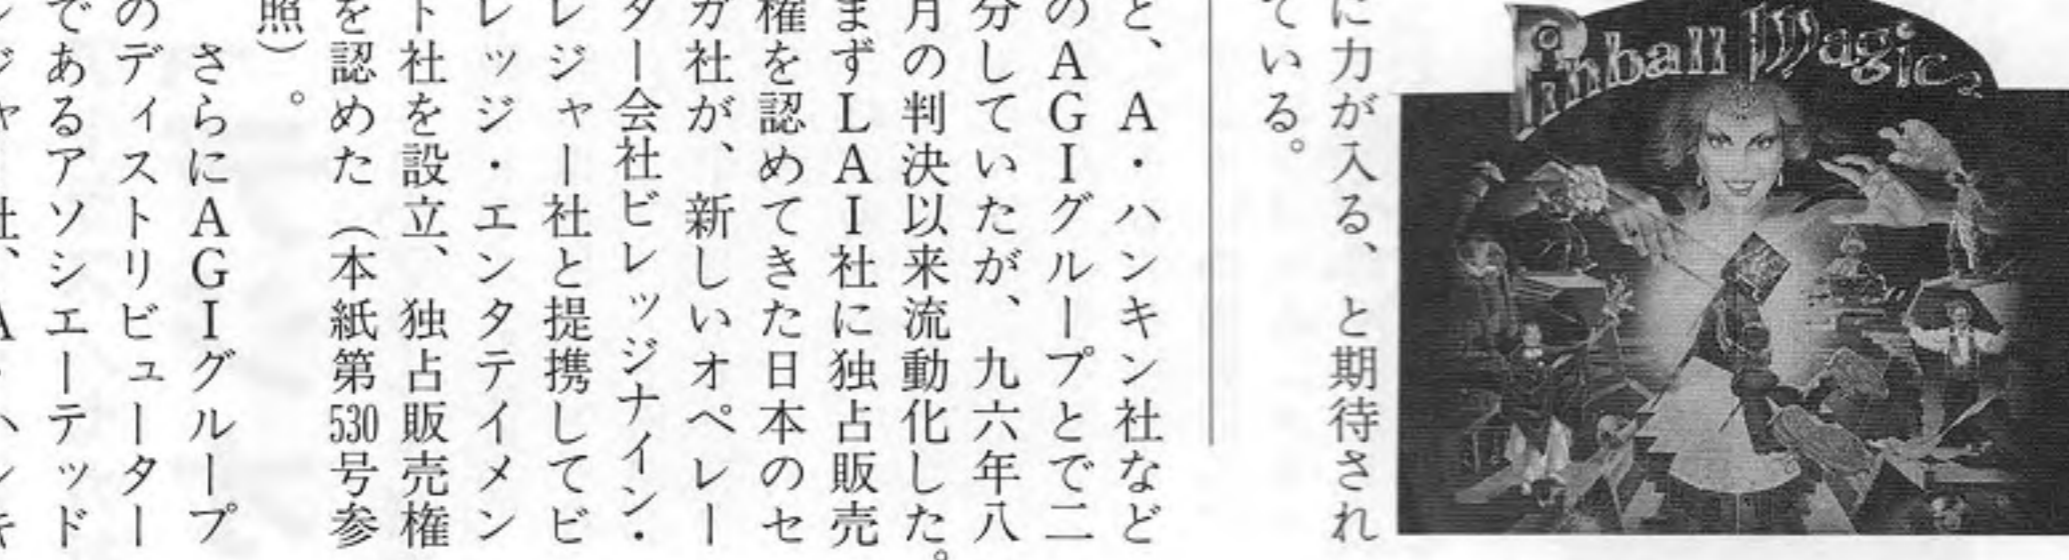 Pinball Magic
に力が入る、と期待され
ている。
と、A・ハンキン社など
のAGIグループとで二
分していたが、九六年八
月の判決以来流動化した。
まずLAI社に独占販売
権を認めてきた日本のセ
ガ社が、新しいオペレー
ター会社ビレッジナイン・
レジャー社と提携してビ
レッジ・エンタテイメン
ト社を設立、独占販売権
を認めた（本紙第530号参
照）。
さらにAGIグループ
のディストリビューター
であるアソシエーテッド